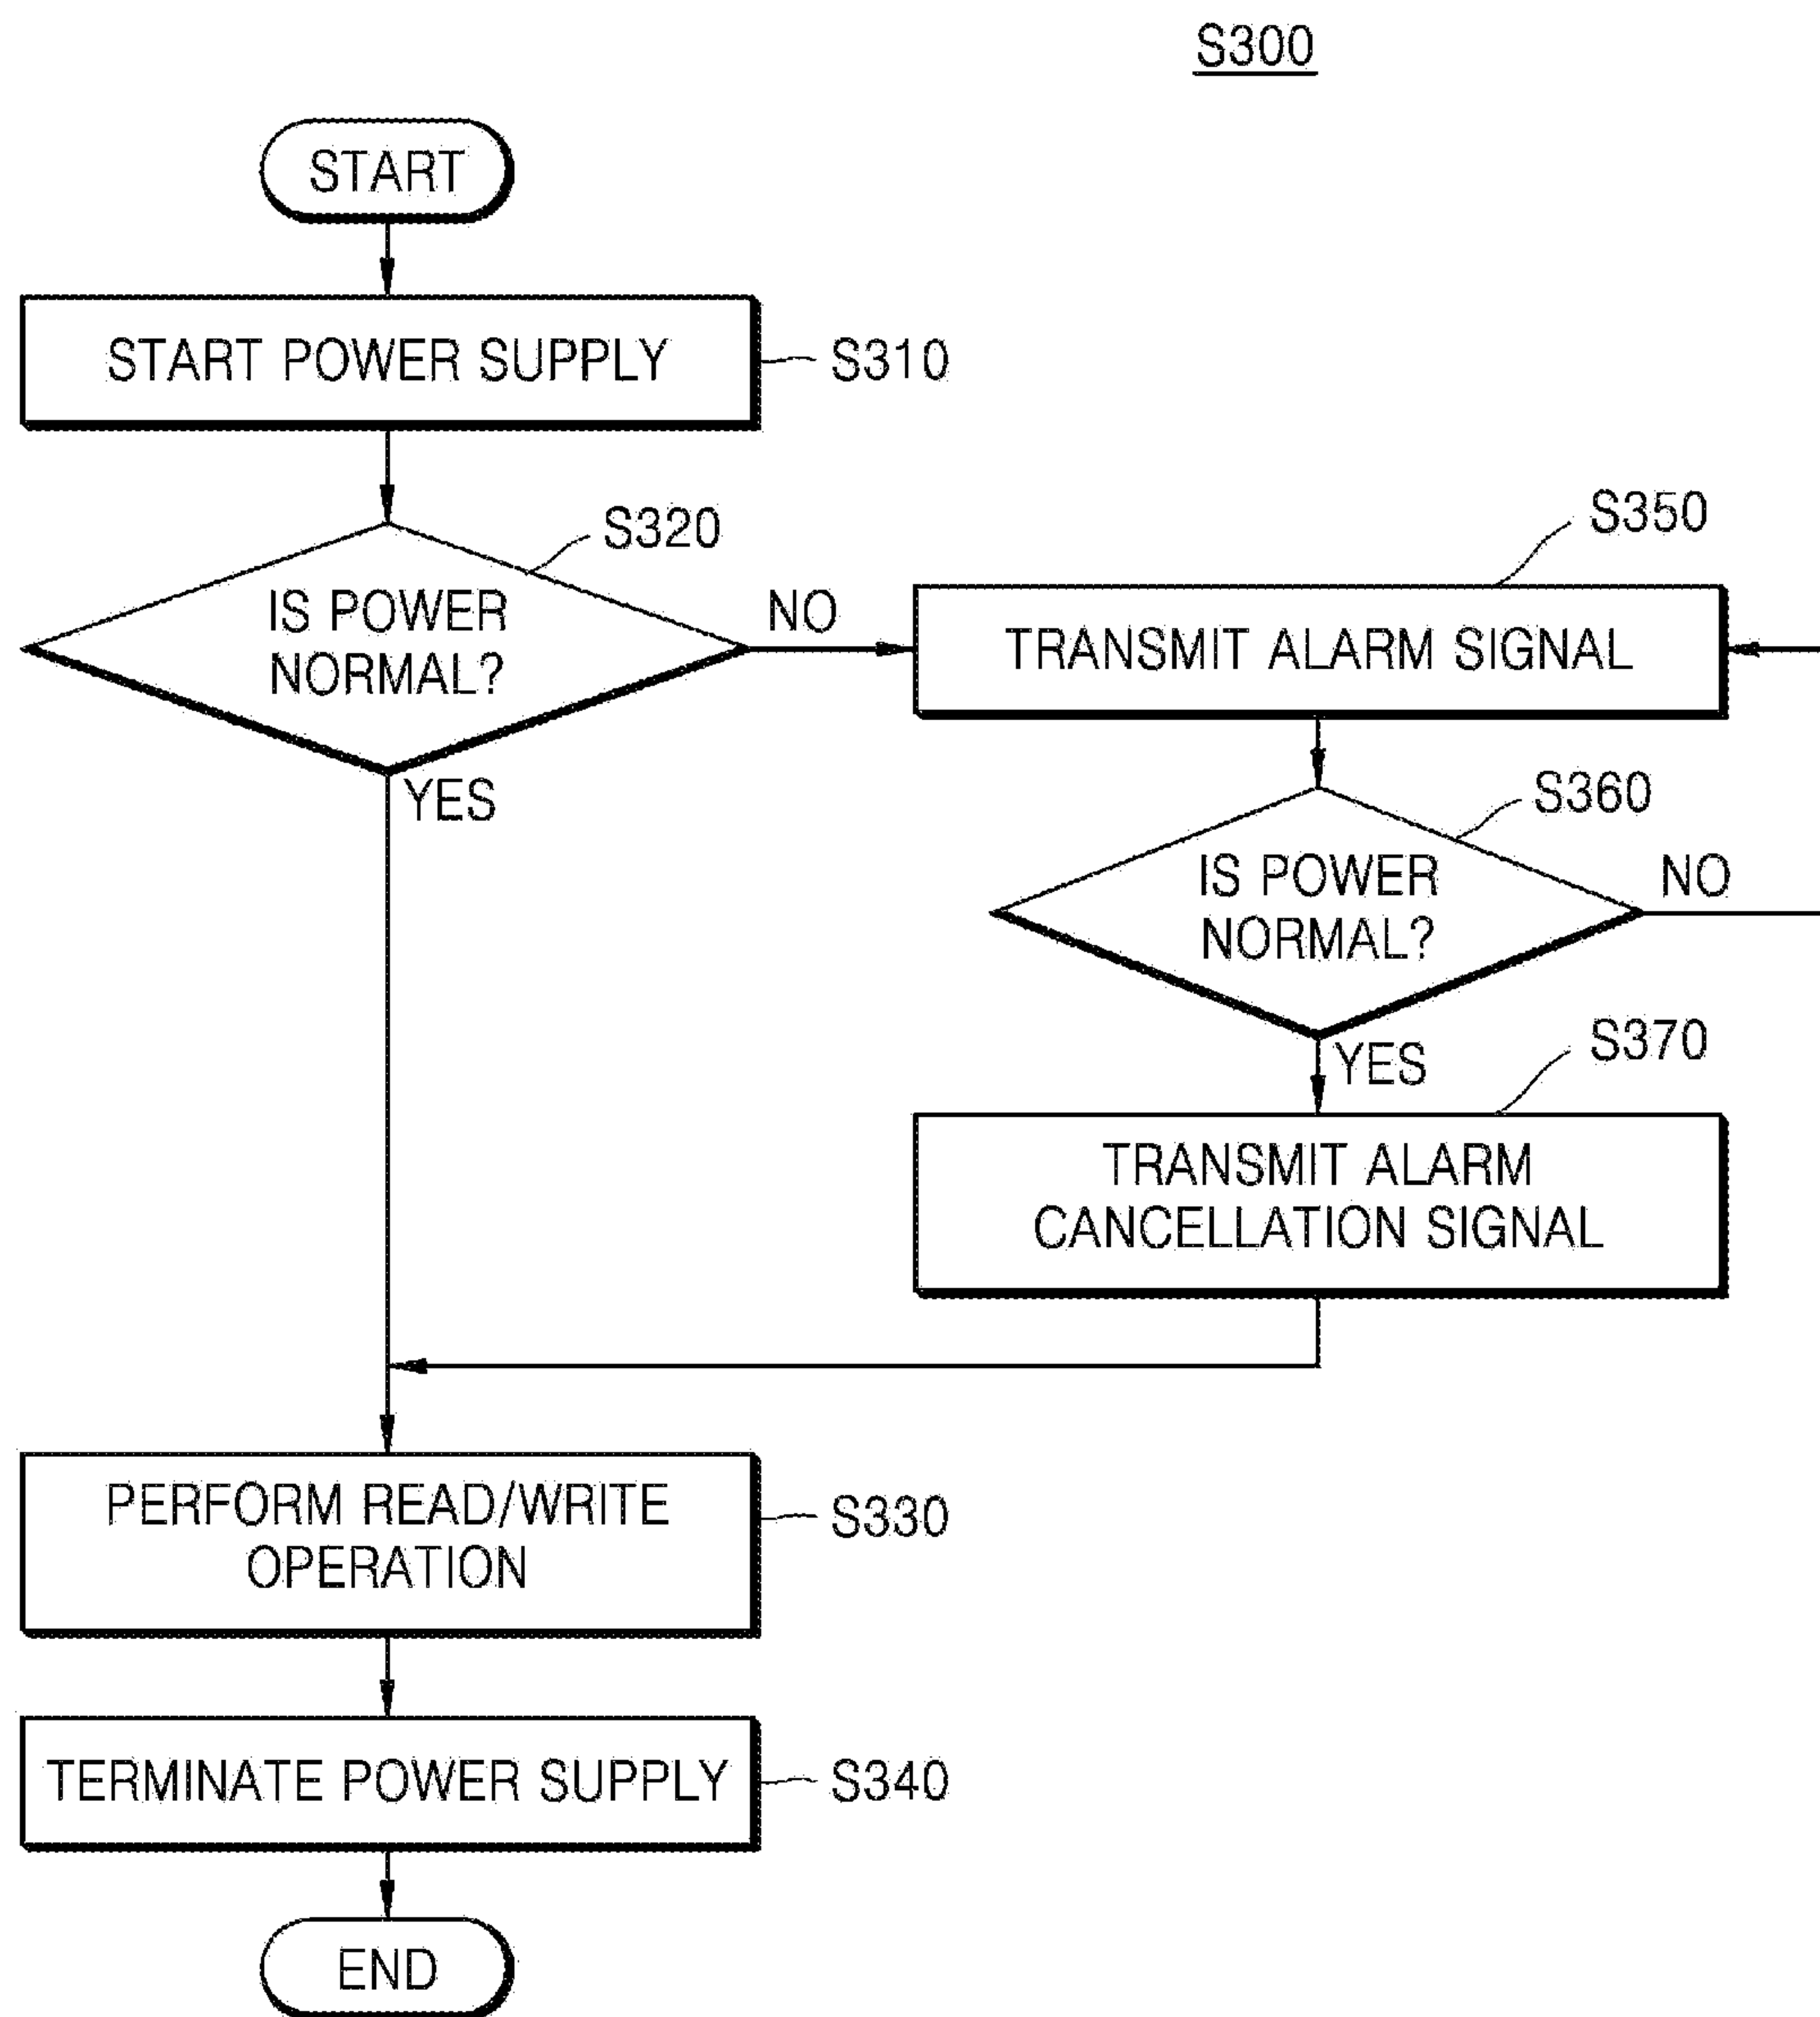 S300
START
START POWER SUPPLY
S310
S320
IS POWER
NORMAL?
NO
YES
S350
TRANSMIT ALARM SIGNAL
S360
IS POWER
NORMAL?
NO
YES
S370
TRANSMIT ALARM
CANCELLATION SIGNAL
PERFORM READ/WRITE
OPERATION
S330
TERMINATE POWER SUPPLY
S340
END